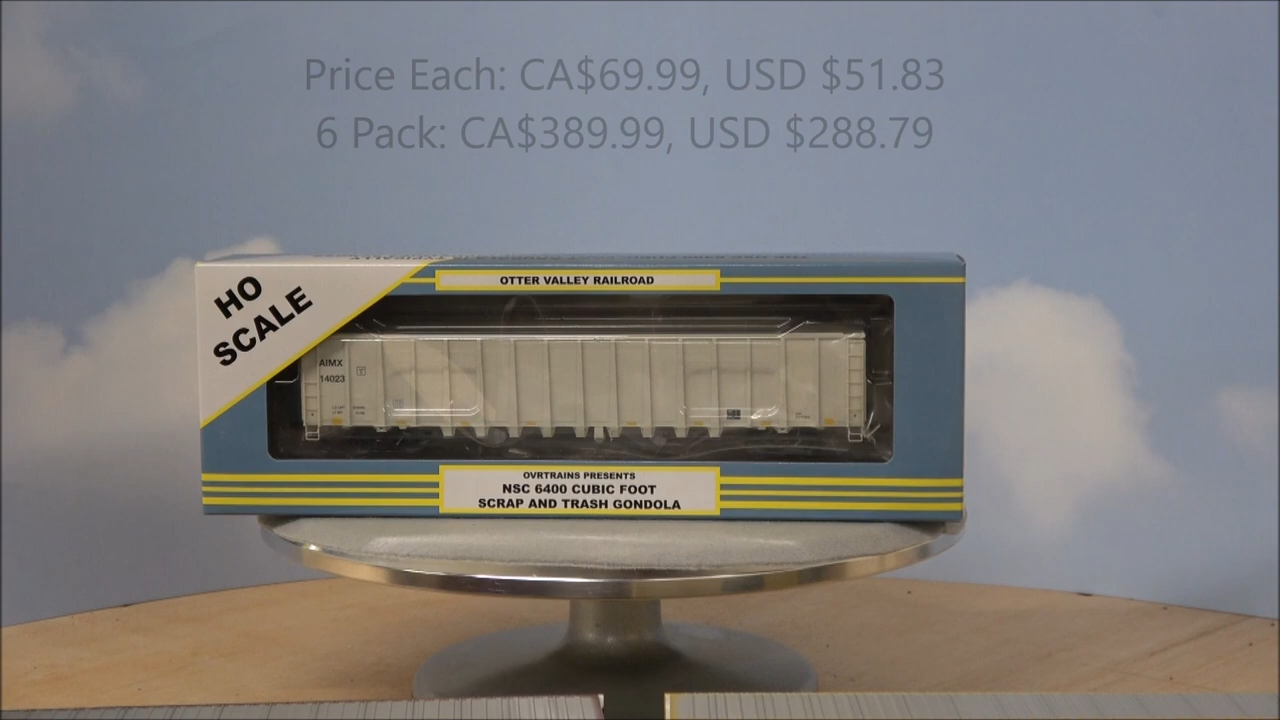 Price Each: CA$69.99, USD $51.83
6 Pack: CA$389.99, USD $288.79
HO
SCALE
OTTER VALLEY RAILROAD
AIMX
14023
OVRTRAINS PRESENTS
NSC 6400 CUBIC FOOT
SCRAP AND TRASH GONDOLA